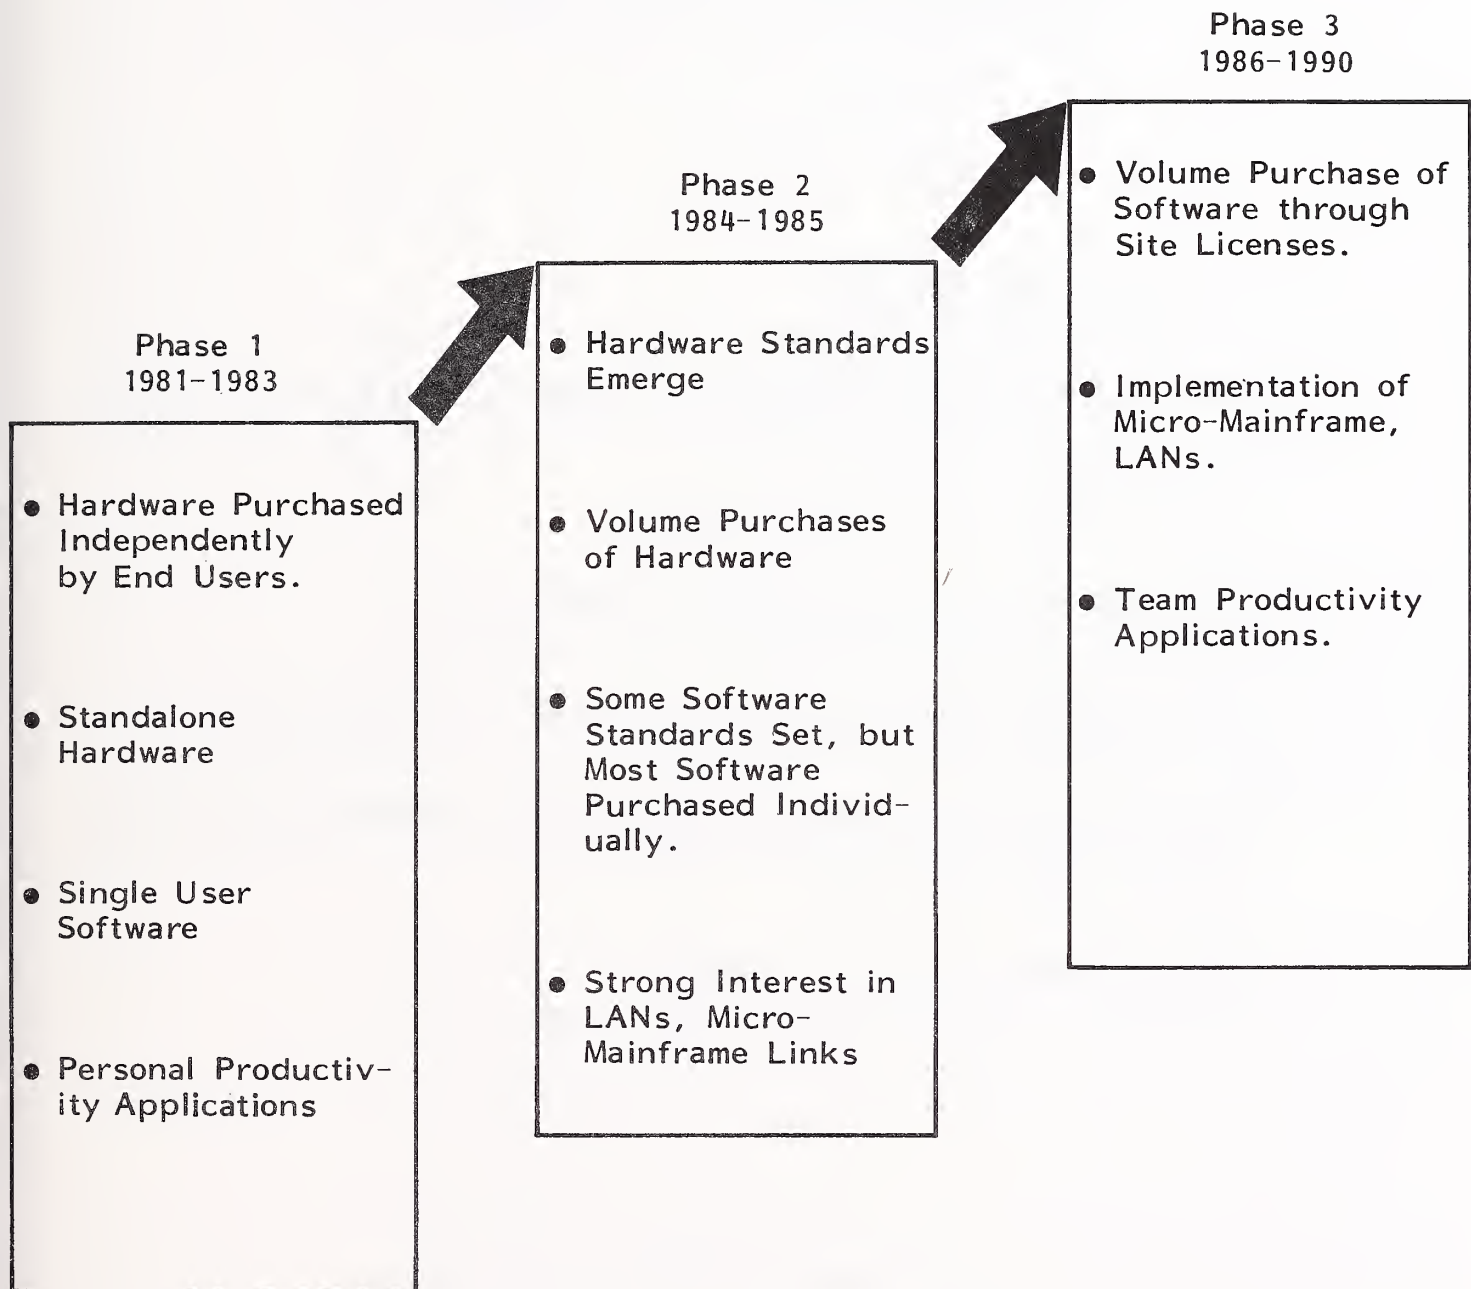 Phase 1
1981-1983
● Hardware Purchased
Independently
by End Users.
● Standalone
Hardware
● Single User
Software
● Personal Productiv-
ity Applications
Phase 2
1984-1985
● Hardware Standards
Emerge
● Volume Purchases
of Hardware
● Some Software
Standards Set, but
Most Software
Purchased Individ-
ually.
● Strong Interest in
LANs, Micro-
Mainframe Links
Phase 3
1986-1990
● Volume Purchase of
Software through
Site Licenses.
● Implementation of
Micro-Mainframe,
LANs.
● Team Productivity
Applications.